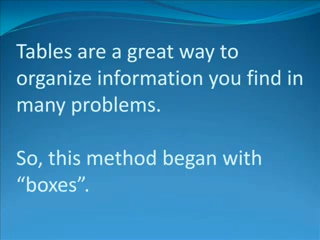 Tables are a great way to
organize information you find in
many problems.
So, this method began with
“boxes”.